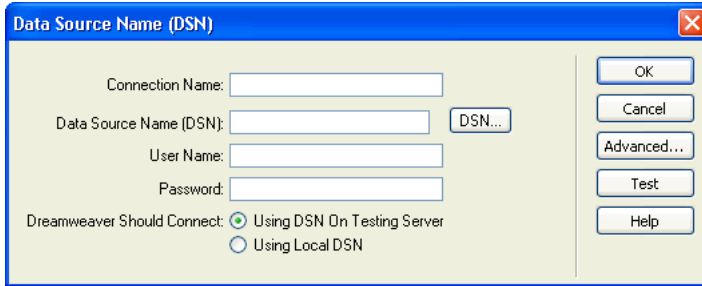 Data Source Name (DSN)
Connection Name:
Data Source Name (DSN):
DSN...
User Name:
Password:
Dreamweaver Should Connect:
Using DSN On Testing Server
Using Local DSN
OK
Cancel
Advanced...
Test
Help